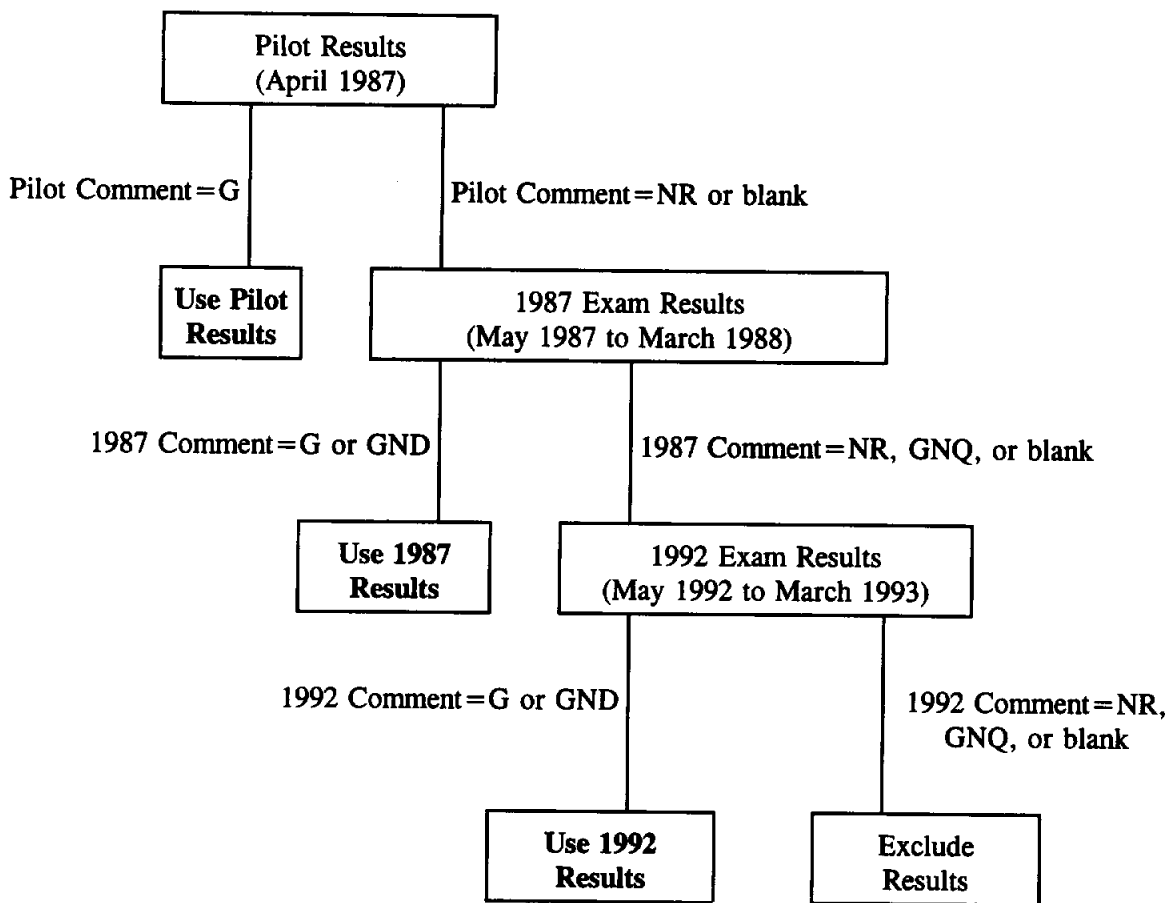 Pilot Results
(April 1987)
Pilot Comment=G
Pilot Comment=NR or blank
Use Pilot
Results
1987 Exam Results
(May 1987 to March 1988)
1987 Comment=G or GND
1987 Comment=NR, GNQ, or blank
Use 1987
Results
1992 Exam Results
(May 1992 to March 1993)
1992 Comment=G or GND
1992 Comment=NR,
GNQ, or blank
Use 1992
Results
Exclude
Results